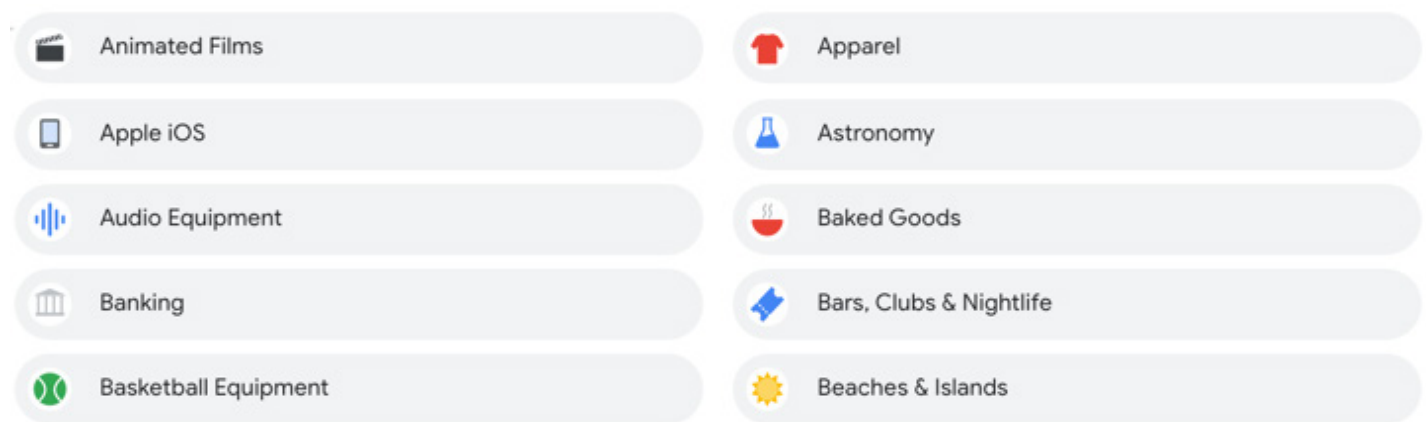 Animated Films
Apparel
Apple iOS
Astronomy
Audio Equipment
Baked Goods
Banking
Bars, Clubs & Nightlife
Basketball Equipment
Beaches & Islands